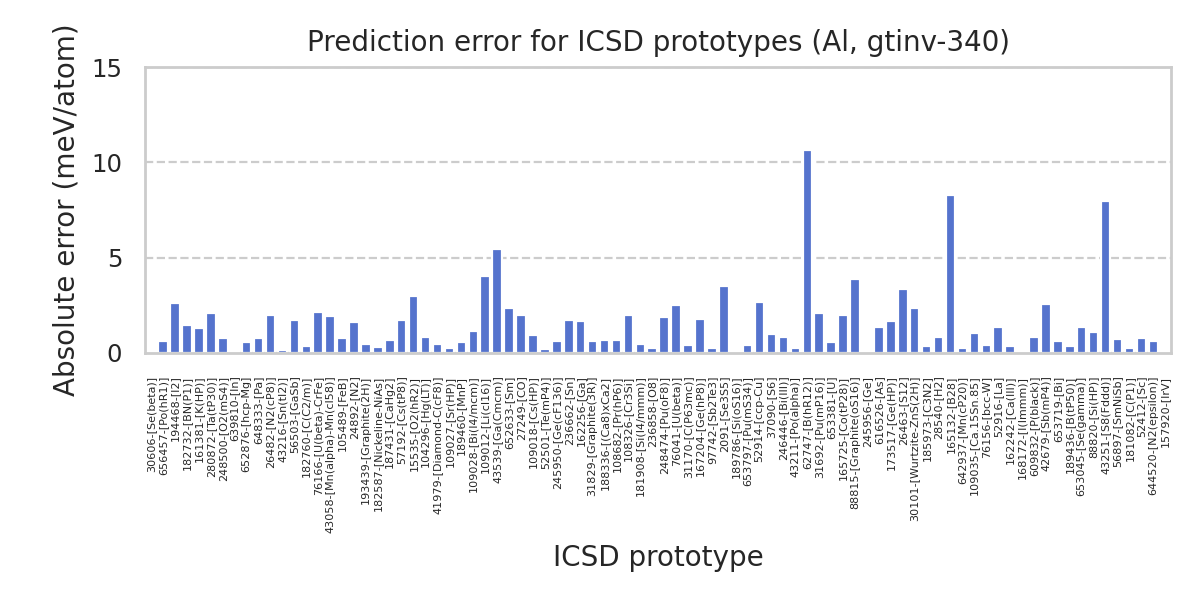 Prediction error for ICSD prototypes (Al, gtinv-340)
Absolute error (meV/atom)
15
10
5
0
30606-[Se(beta)]
656457-[Po(hR1)]
194468-[I2]
182732-[BN(P1)]
161381-[K(HP)]
280872-[Ba(tP30)]
248500-[O2(mS4)]
639810-[In]
652876-[hcp-Mg]
648333-[Pa]
26482-[N2(cP8)]
43216-[Sn(tI2)]
56503-[GaSb]
182760-[C(C2/m)]
76166-[U(beta)-CrFe]
43058-[Mn(alpha)-Mn(cI58)]
105489-[FeB]
24892-[N2]
193439-[Graphite(2H)]
182587-[Nickeline-NiAs]
187431-[CaHg2]
57192-[Cs(tP8)]
15535-[O2(hR2)]
104296-[Hg(LT)]
41979-[Diamond-C(cF8)]
109027-[Sr(HP)]
189460-[MnP]
109028-[Bi(I4/mcm)]
109012-[Li(cI16)]
43539-[Ga(Cmcm)]
652633-[Sm]
27249-[CO]
109018-[Cs(HP)]
52501-[Te(mP4)]
245950-[Ge(cF136)]
236662-[Sn]
162256-[Ga]
31829-[Graphite(3R)]
188336-[(Ca8)xCa2]
108682-[Pr(hP6)]
108326-[Cr3Si]
181908-[Si(I4/mmm)]
236858-[O8]
248474-[Pu(oF8)]
76041-[U(beta)]
31170-[C(P63mc)]
167204-[Ge(hP8)]
97742-[Sb2Te3]
2091-[Se3S5]
189786-[Si(oS16)]
653797-[Pu(mS34)]
52914-[ccp-Cu]
37090-[S6]
246446-[Bi(III)]
43211-[Po(alpha)]
62747-[B(hR12)]
31692-[Pu(mP16)]
653381-[U]
165725-[Co(tP28)]
88815-[Graphite(oS16)]
245956-[Ge]
616526-[As]
173517-[Ge(HP)]
26463-[S12]
30101-[Wurtzite-ZnS(2H)]
185973-[C3N2]
28540-[H2]
165132-[B28]
642937-[Mn(cP20)]
109035-[Ca.15Sn.85]
76156-[bcc-W]
52916-[La]
162242-[Ca(III)]
168172-[I(Immm)]
609832-[P(black)]
42679-[Sb(mP4)]
653719-[Bi]
189436-[B(tP50)]
653045-[Se(gamma)]
88820-[Si(HP)]
43251-[S8(Fddd)]
56897-[SmNiSb]
181082-[C(P1)]
52412-[Sc]
644520-[N2(epsilon)]
157920-[IrV]
ICSD prototype